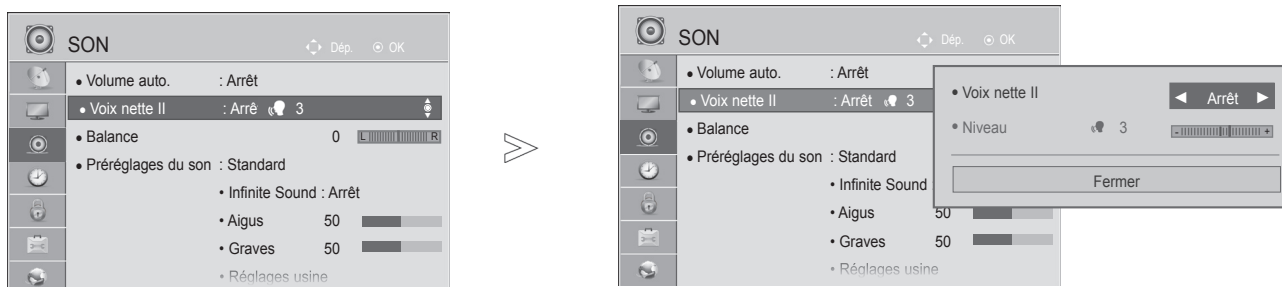 SON
Dép. OK
• Volume auto. : Arrêt
• Voix nette II : Arrê 3
• Balance 0 L R
• Préréglages du son : Standard
• Infinite Sound : Arrêt
• Aigus 50
• Graves 50
• Réglages usine
SON
Dép. OK
• Volume auto. : Arrêt
• Voix nette II : Arrêt 3
• Balance
• Préréglages du son : Standard
• Infinite Sound
• Aigus 50
• Graves 50
• Réglages usine
• Voix nette II ◀ Arrêt ▶
• Niveau 3 - +
Fermer